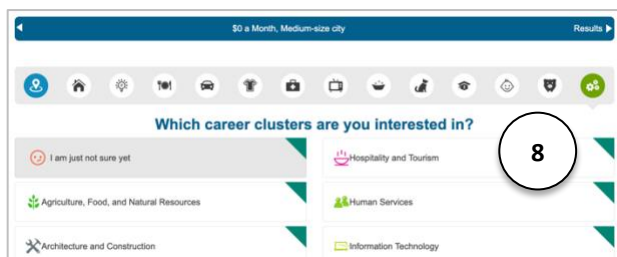 $0 a Month, Medium-size city
Results
Which career clusters are you interested in?
I am just not sure yet
Hospitality and Tourism
8
Agriculture, Food, and Natural Resources
Human Services
Architecture and Construction
Information Technology